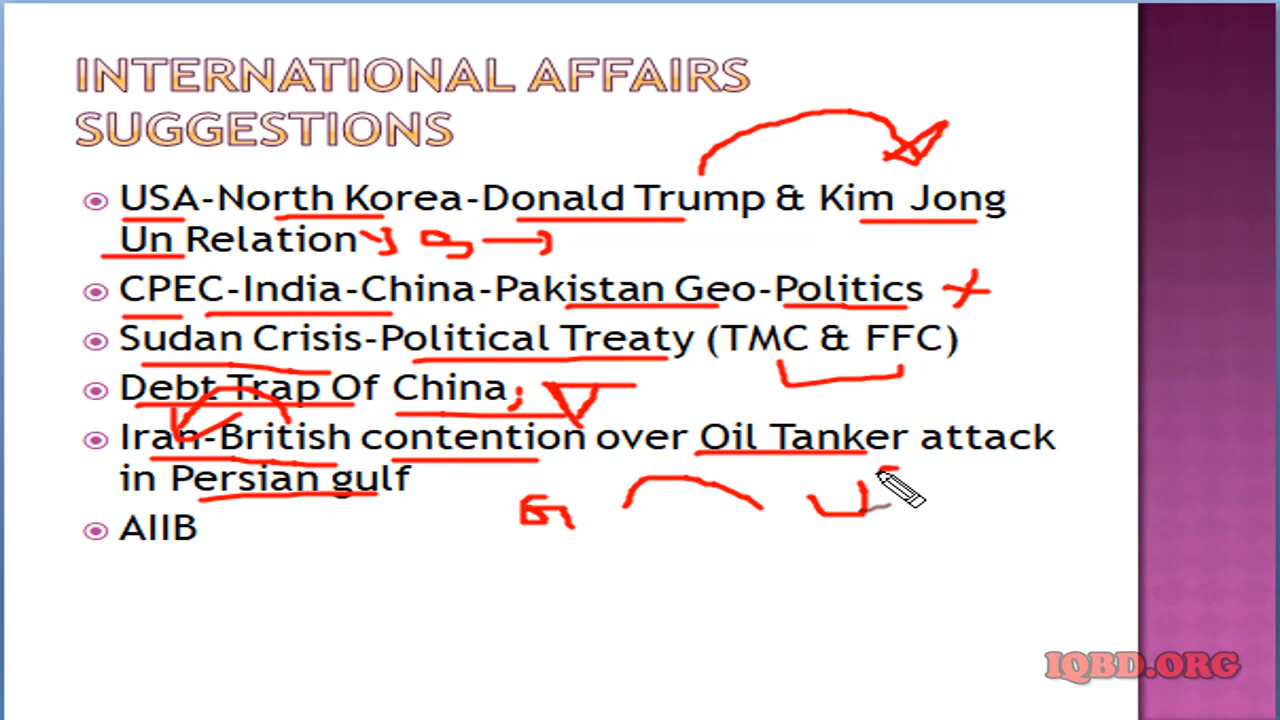 INTERNATIONAL AFFAIRS
SUGGESTIONS
USA-North Korea-Donald Trump & Kim Jong
Un Relation
CPEC-India-China-Pakistan Geo-Politics
Sudan Crisis-Political Treaty (TMC & FFC)
Debt Trap Of China
Iran-British contention over Oil Tanker attack
in Persian gulf
AIIB
IQBD.ORG